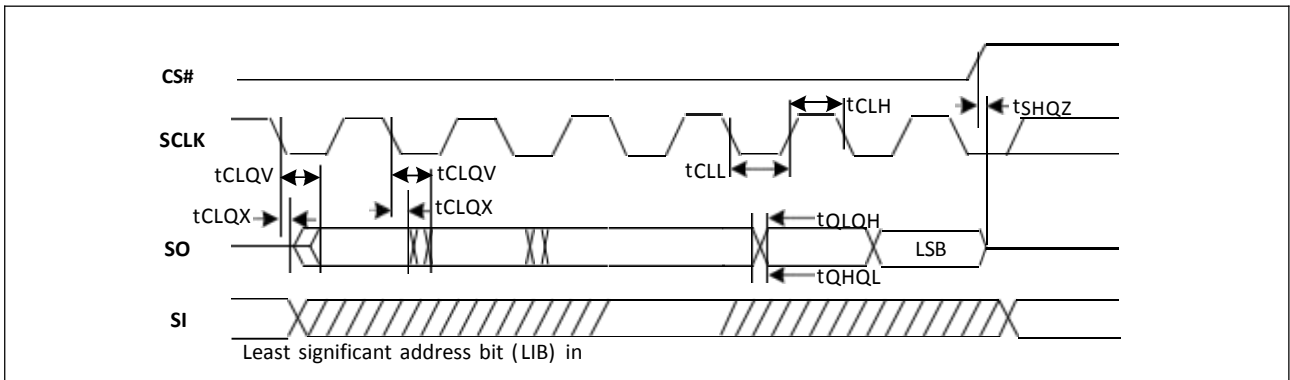 CS#
tCLH
tSHQZ
SCLK
tCLL
tCLQV
tCLQV
tCLQX
tCLQX
tQLQH
SO
LSB
tQHQL
SI
Least significant address bit (LIB) in